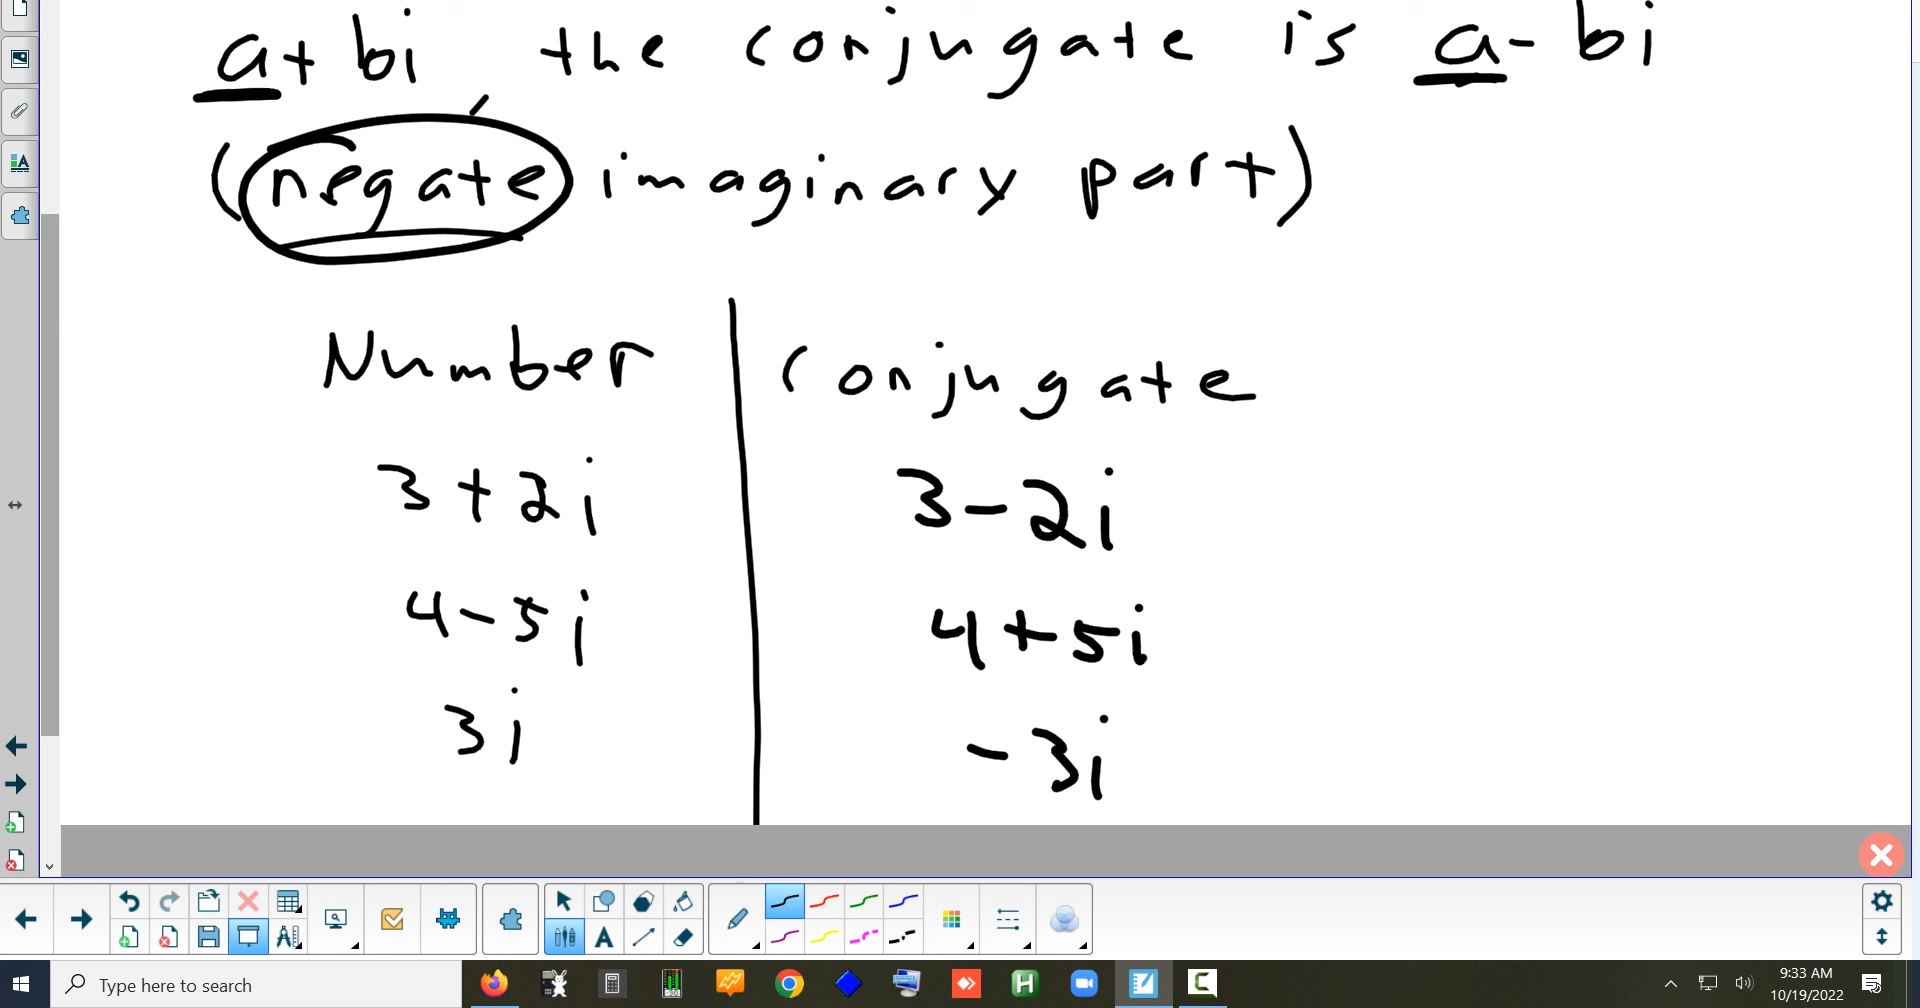 a + bi, the conjugate is a - bi
(negate imaginary part)
Number | Conjugate
3 + 2i | 3 - 2i
4 - 5i | 4 + 5i
3i | - 3i
Type here to search
9:33 AM
10/19/2022